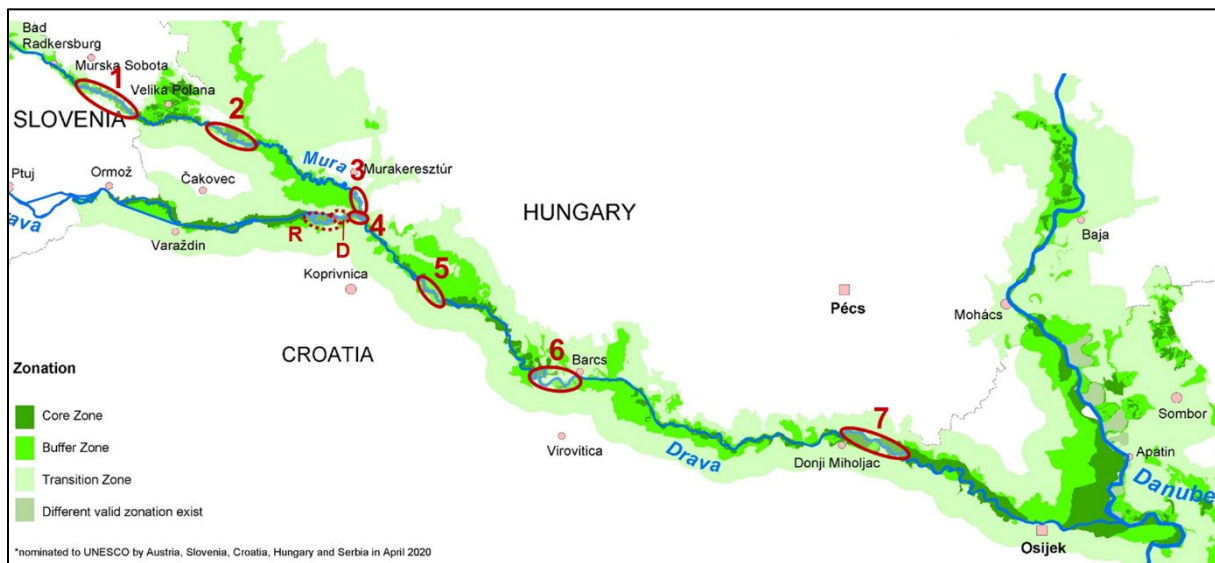 Bad
Radkersburg
Murska Sobota
1
Velika Polana
SLOVENIA
2
Mura
3
Murakeresztúr
Ptuj
Ormož
Čakovec
HUNGARY
4
rava
R
D
Varaždin
Baja
Koprivnica
5
Pécs
Mohács
CROATIA
6
Barcs
Zonation
Sombor
Core Zone
7
Buffer Zone
Virovitica
Drava
Donji Miholjac
Apatin
Transition Zone
Danube
Different valid zonation exist
Osijek
*nominated to UNESCO by Austria, Slovenia, Croatia, Hungary and Serbia in April 2020